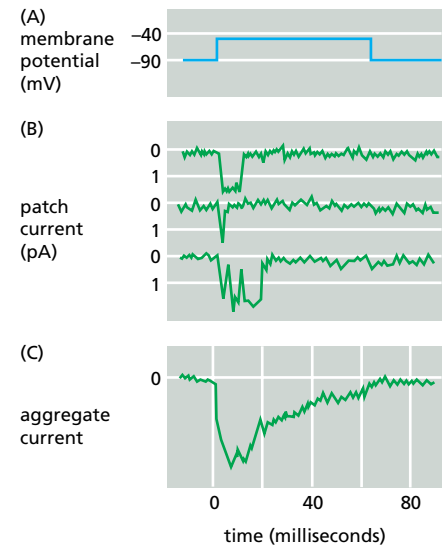 (A)
membrane
potential
(mV)
–40
–90
(B)
patch
current
(pA)
0
1
0
1
0
1
(C)
aggregate
current
0
0 40 80
time (milliseconds)